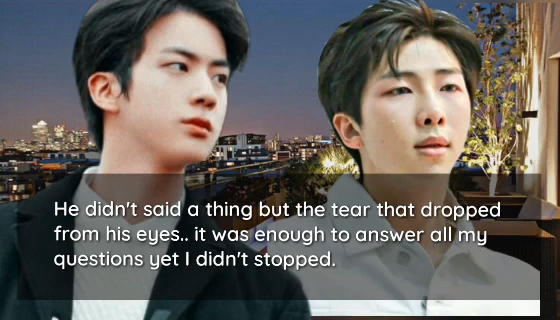 He didn't said a thing but the tear that dropped
from his eyes.. it was enough to answer all my
questions yet I didn't stopped.